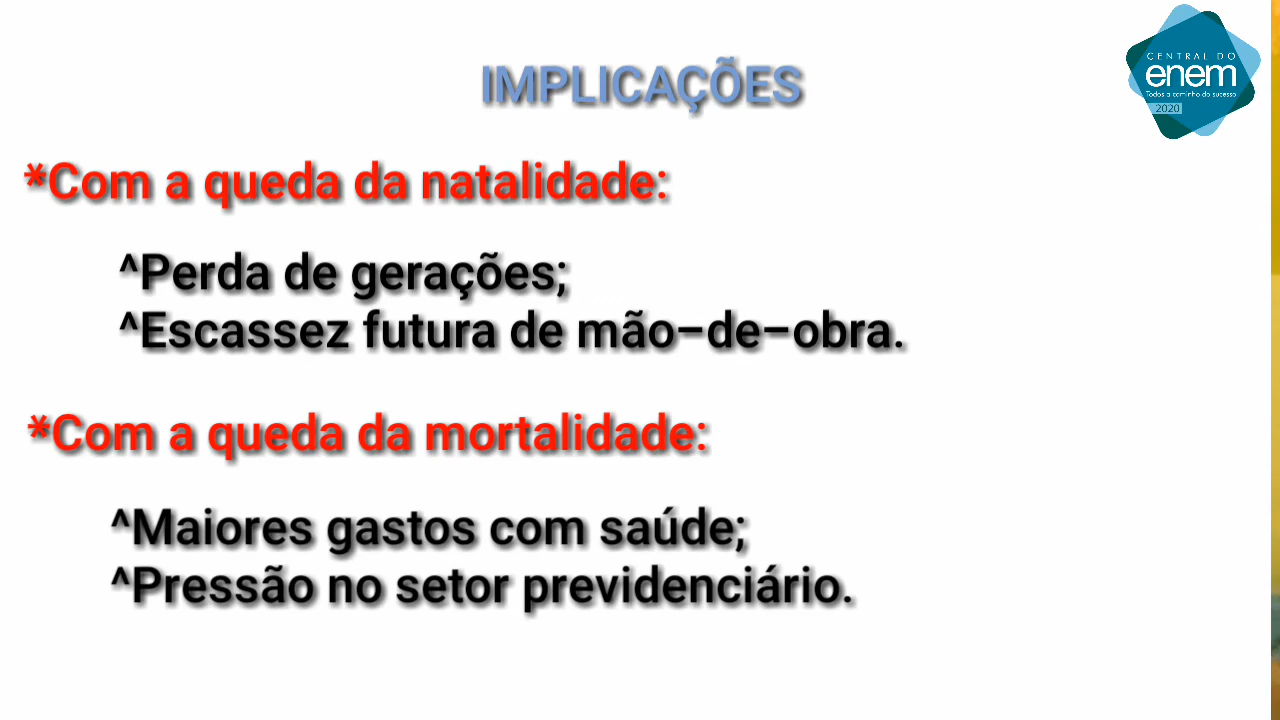 CENTRAL DO
enem
Todos a caminho do sucesso
2020
IMPLICAÇÕES
*Com a queda da natalidade:
^Perda de gerações;
^Escassez futura de mão-de-obra.
*Com a queda da mortalidade:
^Maiores gastos com saúde;
^Pressão no setor previdenciário.